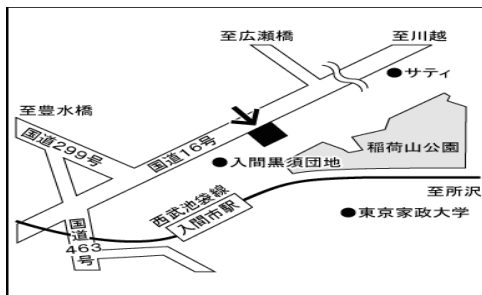 至広瀬橋
至川越
サティ
至豊水橋
国道299号
国道16号
稲荷山公園
入間黒須団地
至所沢
西武池袋線
入間市駅
東京家政大学
国道
463
号